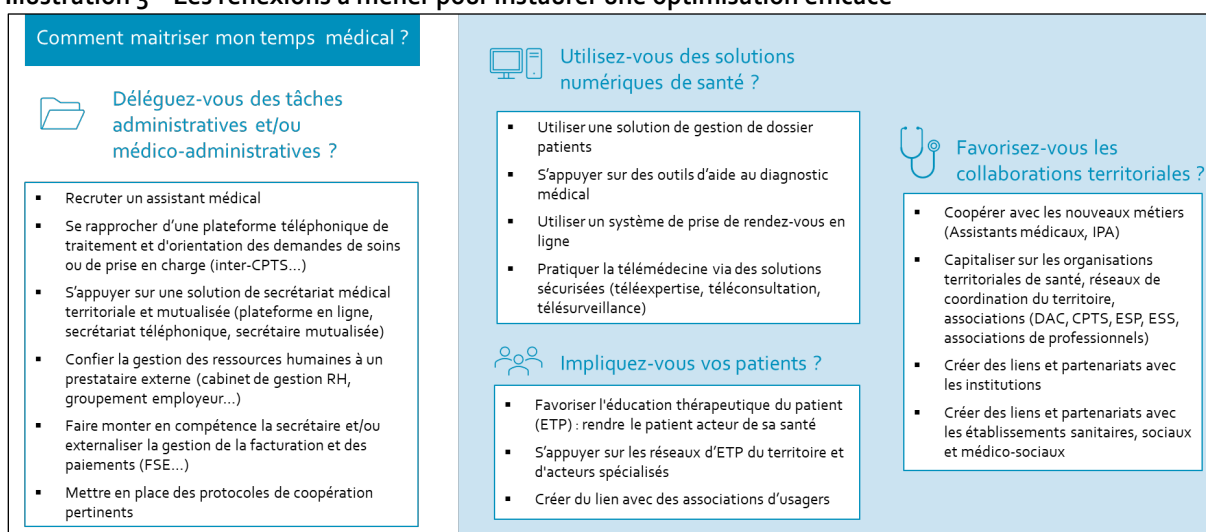 Illustration 3 – Les réflexions à mener pour instaurer une optimisation efficace
Comment maitriser mon temps médical ?
Déléguez-vous des tâches
administratives et/ou
médico-administratives ?
▪ Recruter un assistant médical
▪ Se rapprocher d’une plateforme téléphonique de
traitement et d'orientation des demandes de soins
ou de prise en charge (inter-CPTS…)
▪ S’appuyer sur une solution de secrétariat médical
territoriale et mutualisée (plateforme en ligne,
secrétariat téléphonique, secrétaire mutualisée)
▪ Confier la gestion des ressources humaines à un
prestataire externe (cabinet de gestion RH,
groupement employeur…)
▪ Faire monter en compétence la secrétaire et/ou
externaliser la gestion de la facturation et des
paiements (FSE…)
▪ Mettre en place des protocoles de coopération
pertinents
Utilisez-vous des solutions
numériques de santé ?
▪ Utiliser une solution de gestion de dossier
patients
▪ S’appuyer sur des outils d’aide au diagnostic
médical
▪ Utiliser un système de prise de rendez-vous en
ligne
▪ Pratiquer la télémédecine via des solutions
sécurisées (téléexpertise, téléconsultation,
télésurveillance)
Impliquez-vous vos patients ?
▪ Favoriser l'éducation thérapeutique du patient
(ETP) : rendre le patient acteur de sa santé
▪ S’appuyer sur les réseaux d’ETP du territoire et
d'acteurs spécialisés
▪ Créer du lien avec des associations d’usagers
Favorisez-vous les
collaborations territoriales ?
▪ Coopérer avec les nouveaux métiers
(Assistants médicaux, IPA)
▪ Capitaliser sur les organisations
territoriales de santé, réseaux de
coordination du territoire,
associations (DAC, CPTS, ESP, ESS,
associations de professionnels)
▪ Créer des liens et partenariats avec
les institutions
▪ Créer des liens et partenariats avec
les établissements sanitaires, sociaux
et médico-sociaux